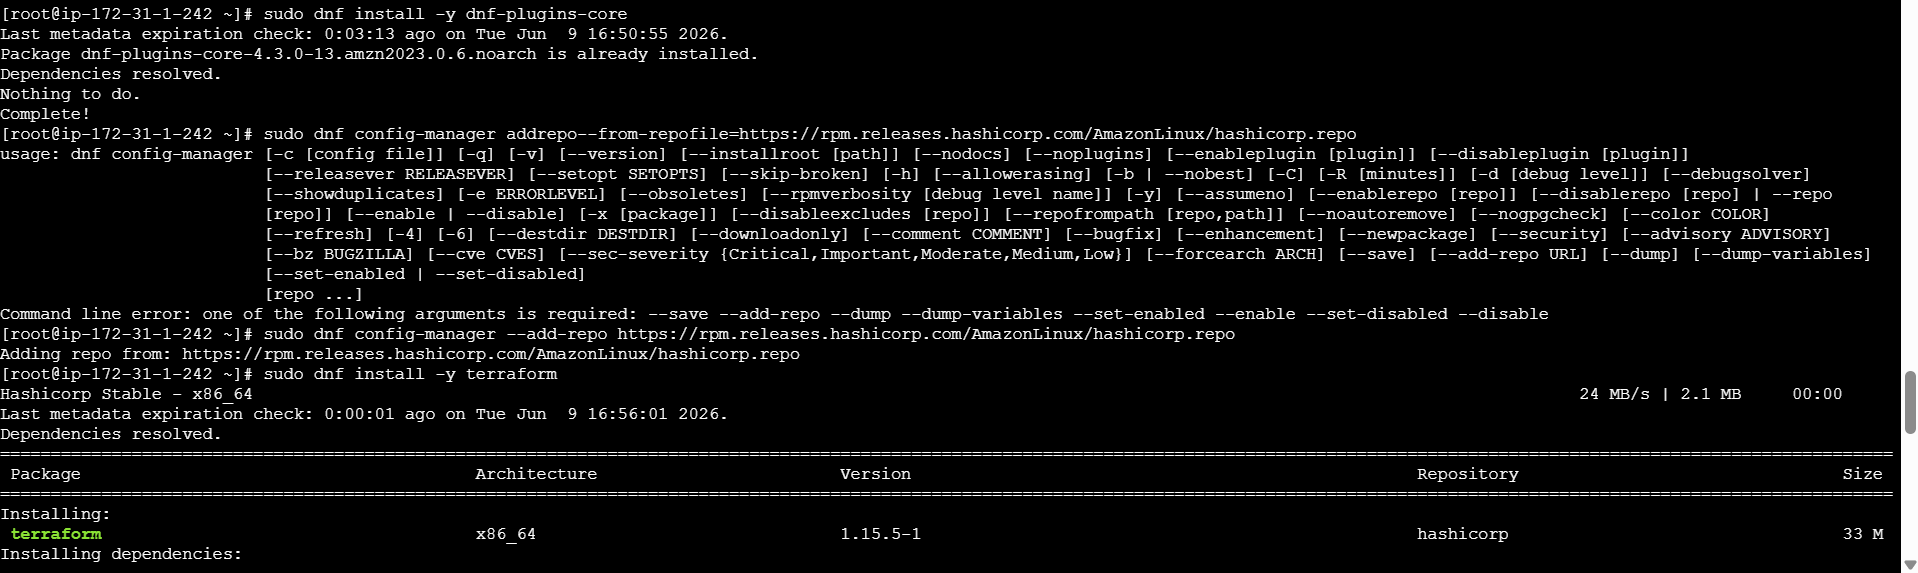 [root@ip-172-31-1-242 ~]# sudo dnf install -y dnf-plugins-core
Last metadata expiration check: 0:03:13 ago on Tue Jun  9 16:50:55 2026.
Package dnf-plugins-core-4.3.0-13.amzn2023.0.6.noarch is already installed.
Dependencies resolved.
Nothing to do.
Complete!
[root@ip-172-31-1-242 ~]# sudo dnf config-manager addrepo--from-repofile=https://rpm.releases.hashicorp.com/AmazonLinux/hashicorp.repo
usage: dnf config-manager [-c [config file]] [-q] [-v] [--version] [--installroot [path]] [--nodocs] [--noplugins] [--enableplugin [plugin]] [--disableplugin [plugin]]
[--releasever RELEASEVER] [--setopt SETOPTS] [--skip-broken] [-h] [--allowerasing] [-b | --nobest] [-C] [-R [minutes]] [-d [debug level]] [--debugsolver]
[--showduplicates] [-e ERRORLEVEL] [--obsoletes] [--rpmverbosity [debug level name]] [-y] [--assumeno] [--enablerepo [repo]] [--disablerepo [repo] | --repo
[repo]] [--enable | --disable] [-x [package]] [--disableexcludes [repo]] [--repofrompath [repo,path]] [--noautoremove] [--nogpgcheck] [--color COLOR]
[--refresh] [-4] [-6] [--destdir DESTDIR] [--downloadonly] [--comment COMMENT] [--bugfix] [--enhancement] [--newpackage] [--security] [--advisory ADVISORY]
[--bz BUGZILLA] [--cve CVES] [--sec-severity {Critical,Important,Moderate,Medium,Low}] [--forcearch ARCH] [--save] [--add-repo URL] [--dump] [--dump-variables]
[--set-enabled | --set-disabled]
[repo ...]
Command line error: one of the following arguments is required: --save --add-repo --dump --dump-variables --set-enabled --enable --set-disabled --disable
[root@ip-172-31-1-242 ~]# sudo dnf config-manager --add-repo https://rpm.releases.hashicorp.com/AmazonLinux/hashicorp.repo
Adding repo from: https://rpm.releases.hashicorp.com/AmazonLinux/hashicorp.repo
[root@ip-172-31-1-242 ~]# sudo dnf install -y terraform
Hashicorp Stable - x86_64 24 MB/s | 2.1 MB 00:00
Last metadata expiration check: 0:00:01 ago on Tue Jun  9 16:56:01 2026.
Dependencies resolved.
Package Architecture Version Repository Size
Installing:
terraform x86_64 1.15.5-1 hashicorp 33 M
Installing dependencies: